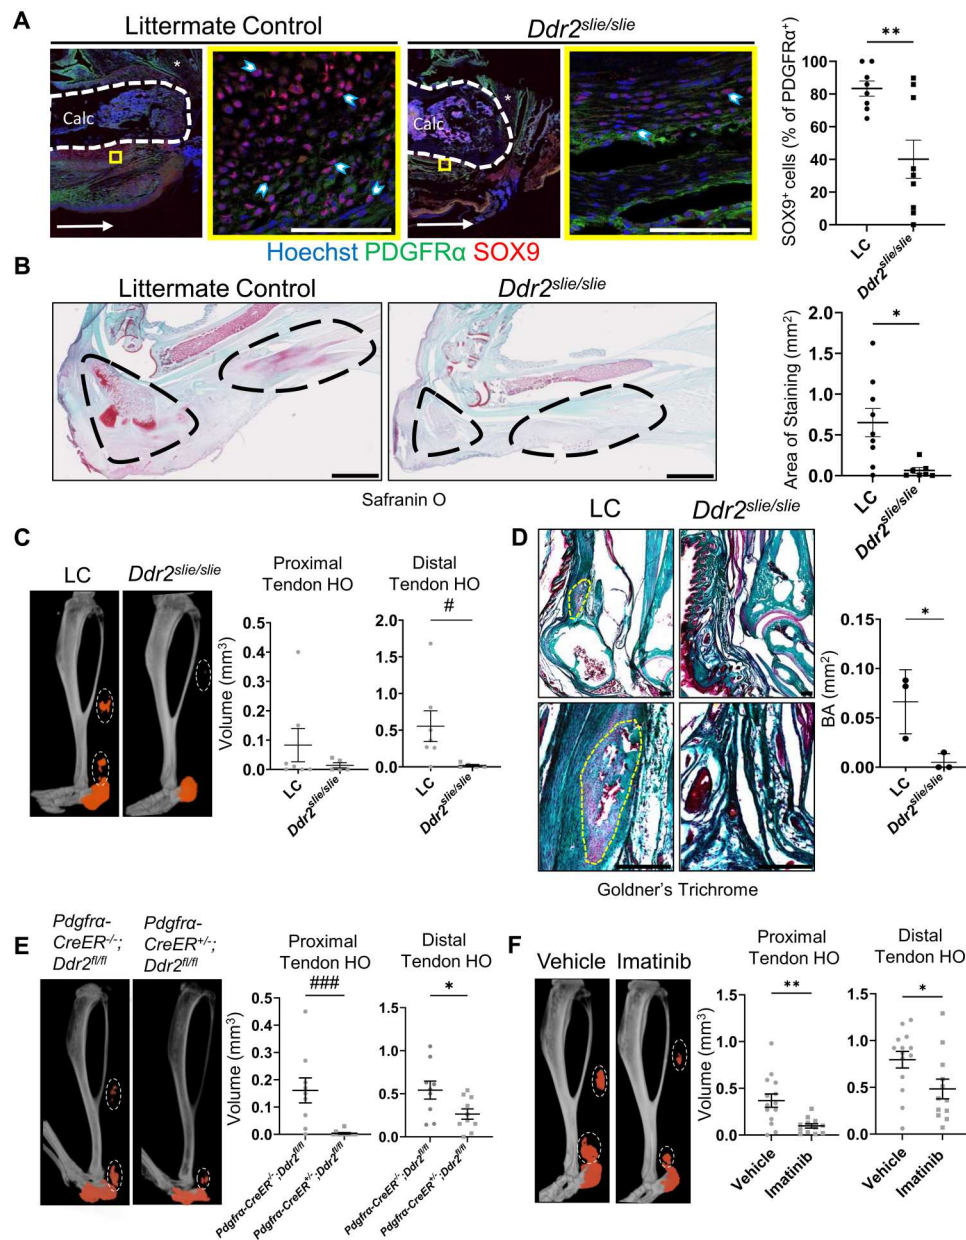 A
Littermate Control
Ddr2slie/slie
Calc
*
Calc
*
**
SOX9+ cells (% of PDGFRα+)
100
80
60
40
20
0
LC
Ddr2slie/slie
Hoechst PDGFRα SOX9
B
Littermate Control
Ddr2slie/slie
Safranin O
*
Area of Staining (mm2)
2.0
1.5
1.0
0.5
0.0
LC
Ddr2slie/slie
C
LC
Ddr2slie/slie
Proximal
Tendon HO
Volume (mm3)
0.5
0.4
0.3
0.2
0.1
0.0
LC
Ddr2slie/slie
Distal
Tendon HO
#
2.0
1.5
1.0
0.5
0.0
LC
Ddr2slie/slie
D
LC
Ddr2slie/slie
Goldner's Trichrome
*
BA (mm2)
0.15
0.10
0.05
0.00
LC
Ddr2slie/slie
E
Pdgfrα-
CreER-/-;
Ddr2fl/fl
Pdgfrα-
CreER+/-;
Ddr2fl/fl
Proximal
Tendon HO
###
Volume (mm3)
0.5
0.4
0.3
0.2
0.1
0.0
Pdgfrα-CreER-/-;Ddr2fl/fl
Pdgfrα-CreER+/-;Ddr2fl/fl
Distal
Tendon HO
*
1.5
1.0
0.5
0.0
Pdgfrα-CreER-/-;Ddr2fl/fl
Pdgfrα-CreER+/-;Ddr2fl/fl
F
Vehicle
Imatinib
Proximal
Tendon HO
**
Volume (mm3)
1.5
1.0
0.5
0.0
Vehicle
Imatinib
Distal
Tendon HO
*
1.5
1.0
0.5
0.0
Vehicle
Imatinib